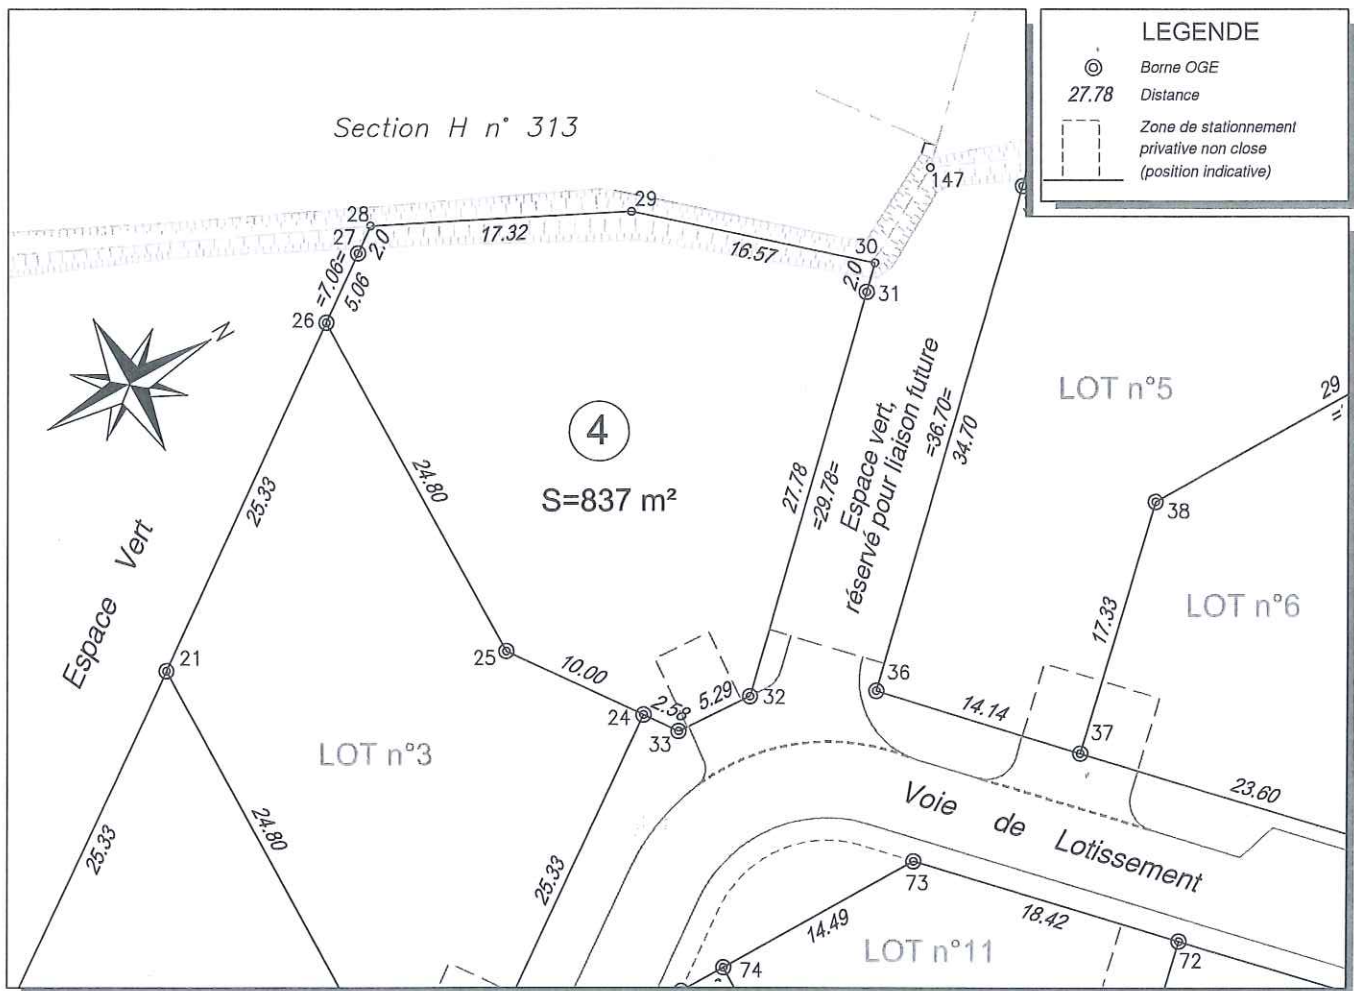 LEGENDE
Borne OGE
27.78 Distance
Zone de stationnement
privative non close
(position indicative)
Section H n° 313
147
28
29
27
2.0
17.32
30
16.57
2.0
31
=7.06=
5.06
26
N
LOT n°5
29
4
Espace vert,
réservé pour liaison future
=36.70=
34.70
24.80
25.33
S=837 m²
27.78
=29.78=
38
Espace Vert
17.33
LOT n°6
21
25
10.00
24
2.58
33
5.29
32
36
14.14
37
LOT n°3
23.60
Voie de Lotissement
25.33
24.80
25.33
73
14.49
18.42
LOT n°11
74
72